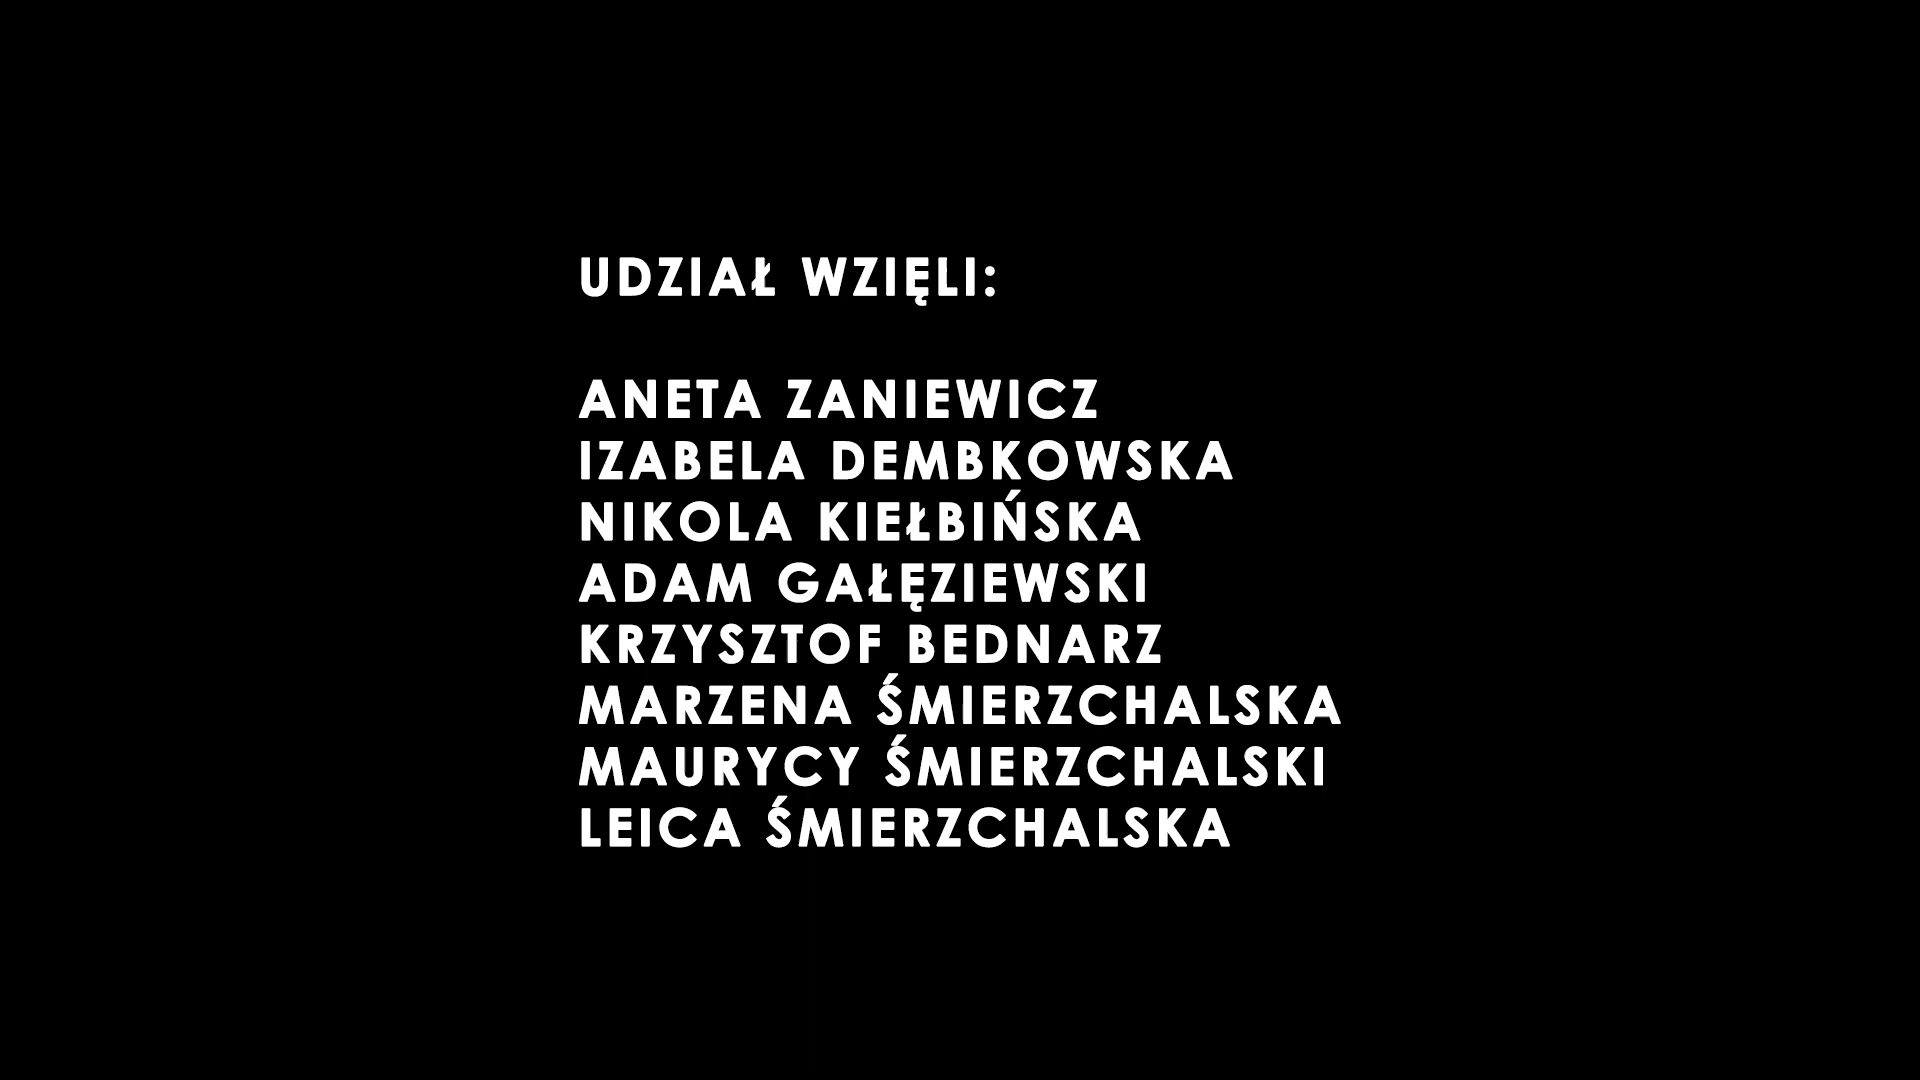 UDZIAŁ WZIĘLI:
ANETA ZANIEWICZ
IZABELA DEMBKOWSKA
NIKOLA KIEŁBIŃSKA
ADAM GAŁĘZIEWSKI
KRZYSZTOF BEDNARZ
MARZENA ŚMIERZCHALSKA
MAURYCY ŚMIERZCHALSKI
LEICA ŚMIERZCHALSKA